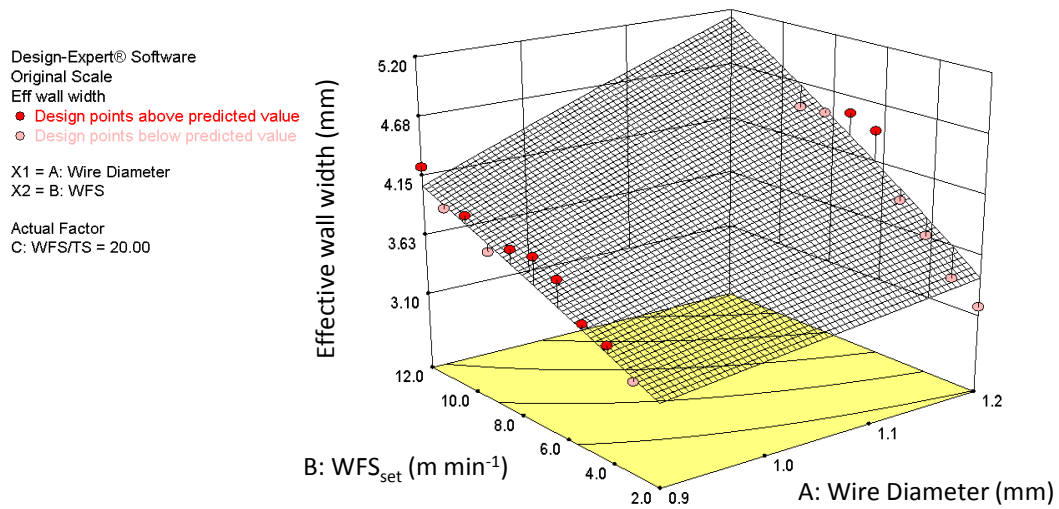 Design-Expert® Software
Original Scale
Eff wall width
Design points above predicted value
Design points below predicted value
X1 = A: Wire Diameter
X2 = B: WFS
Actual Factor
C: WFS/TS = 20.00
Effective wall width (mm)
5.20
4.68
4.15
3.63
3.10
12.0
10.0
8.0
6.0
4.0
2.0
B: WFSset (m min-1)
0.9
1.0
1.1
1.2
A: Wire Diameter (mm)